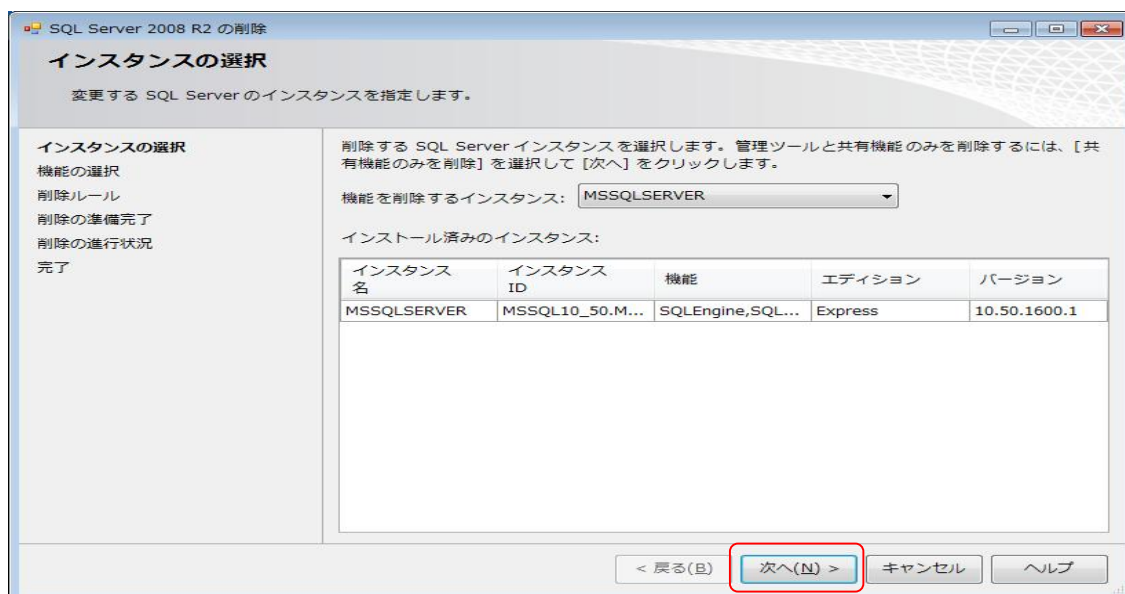 SQL Server 2008 R2 の削除
インスタンスの選択
変更する SQL Server のインスタンスを指定します。
インスタンスの選択
機能の選択
削除ルール
削除の準備完了
削除の進行状況
完了
削除する SQL Server インスタンスを選択します。管理ツールと共有機能のみを削除するには、[共
有機能のみを削除] を選択して [次へ] をクリックします。
機能を削除するインスタンス: MSSQLSERVER
インストール済みのインスタンス:
インスタンス名 インスタンス ID 機能 エディション バージョン
MSSQLSERVER MSSQL10_50.M... SQLEngine,SQL... Express 10.50.1600.1
< 戻る(B) 次へ(N) > キャンセル ヘルプ